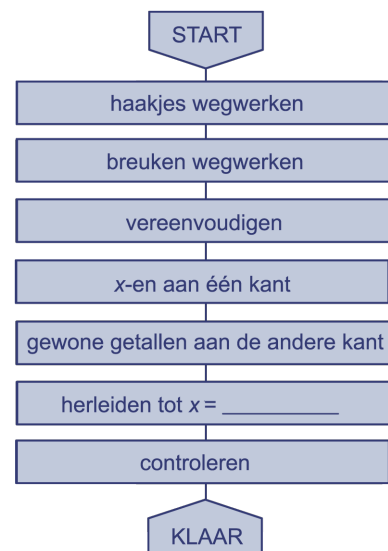 START
haakjes wegwerken
breuken wegwerken
vereenvoudigen
x-en aan één kant
gewone getallen aan de andere kant
herleiden tot x = __________
controleren
KLAAR